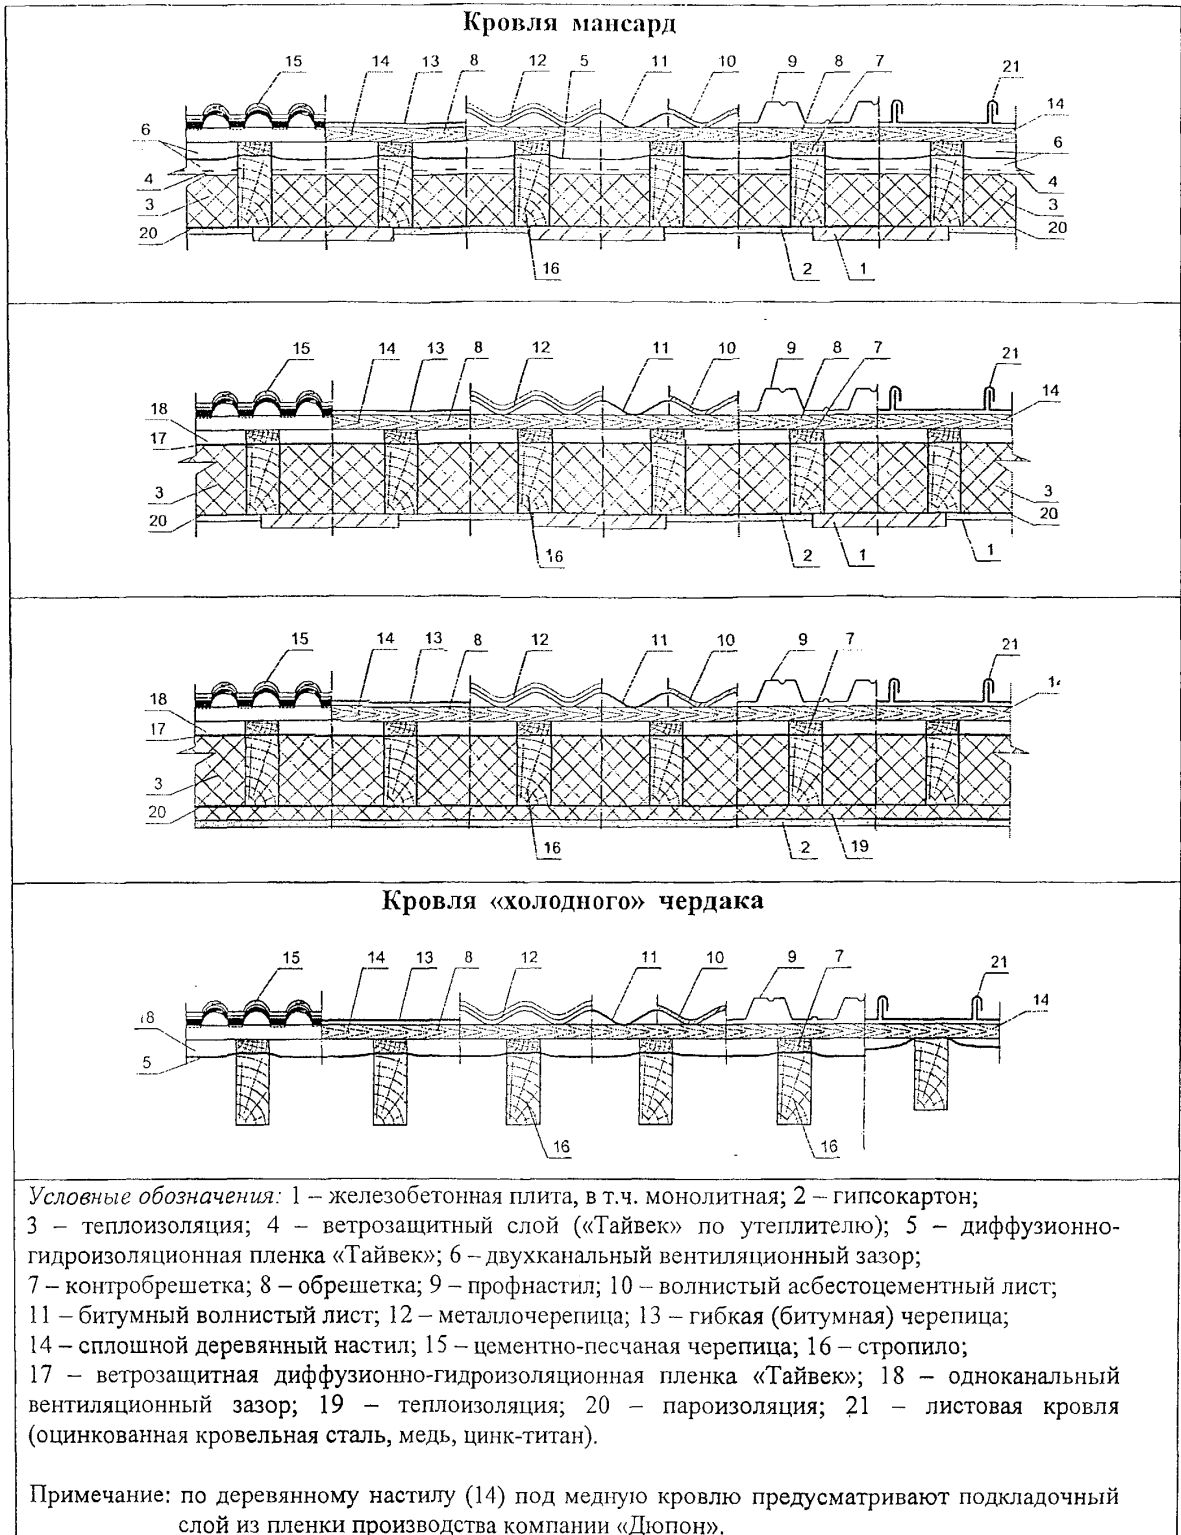 Кровля мансард
15 14 13 8 12 5 11 10 9 8 7 21
14
6 6
4 4
3 3
20 20
16 2 1
15 14 13 8 12 11 10 9 8 7 21
14
18
17
3 3
20 20
16 2 1 1
15 14 13 8 12 11 10 9 7 21
18
17
3
20
16 2 19
Кровля «холодного» чердака
15 14 13 8 12 11 10 9 7 21
14
18
5
16 16
Условные обозначения: 1 – железобетонная плита, в т.ч. монолитная; 2 – гипсокартон;
3 – теплоизоляция; 4 – ветрозащитный слой («Тайвек» по утеплителю); 5 – диффузионно-
гидроизоляционная пленка «Тайвек»; 6 – двухканальный вентиляционный зазор;
7 – контробрешетка; 8 – обрешетка; 9 – профнастил; 10 – волнистый асбестоцементный лист;
11 – битумный волнистый лист; 12 – металлочерепица; 13 – гибкая (битумная) черепица;
14 – сплошной деревянный настил; 15 – цементно-песчаная черепица; 16 – стропило;
17 – ветрозащитная диффузионно-гидроизоляционная пленка «Тайвек»; 18 – одноканальный
вентиляционный зазор; 19 – теплоизоляция; 20 – пароизоляция; 21 – листовая кровля
(оцинкованная кровельная сталь, медь, цинк-титан).
Примечание: по деревянному настилу (14) под медную кровлю предусматривают подкладочный
слой из пленки производства компании «Дюпон».